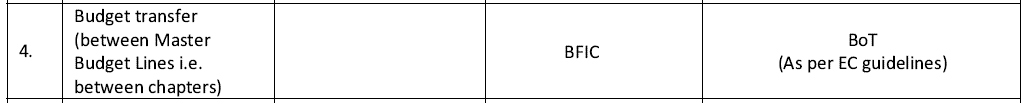 4.
Budget transfer
(between Master
Budget Lines i.e.
between chapters)
BFIC
BoT
(As per EC guidelines)